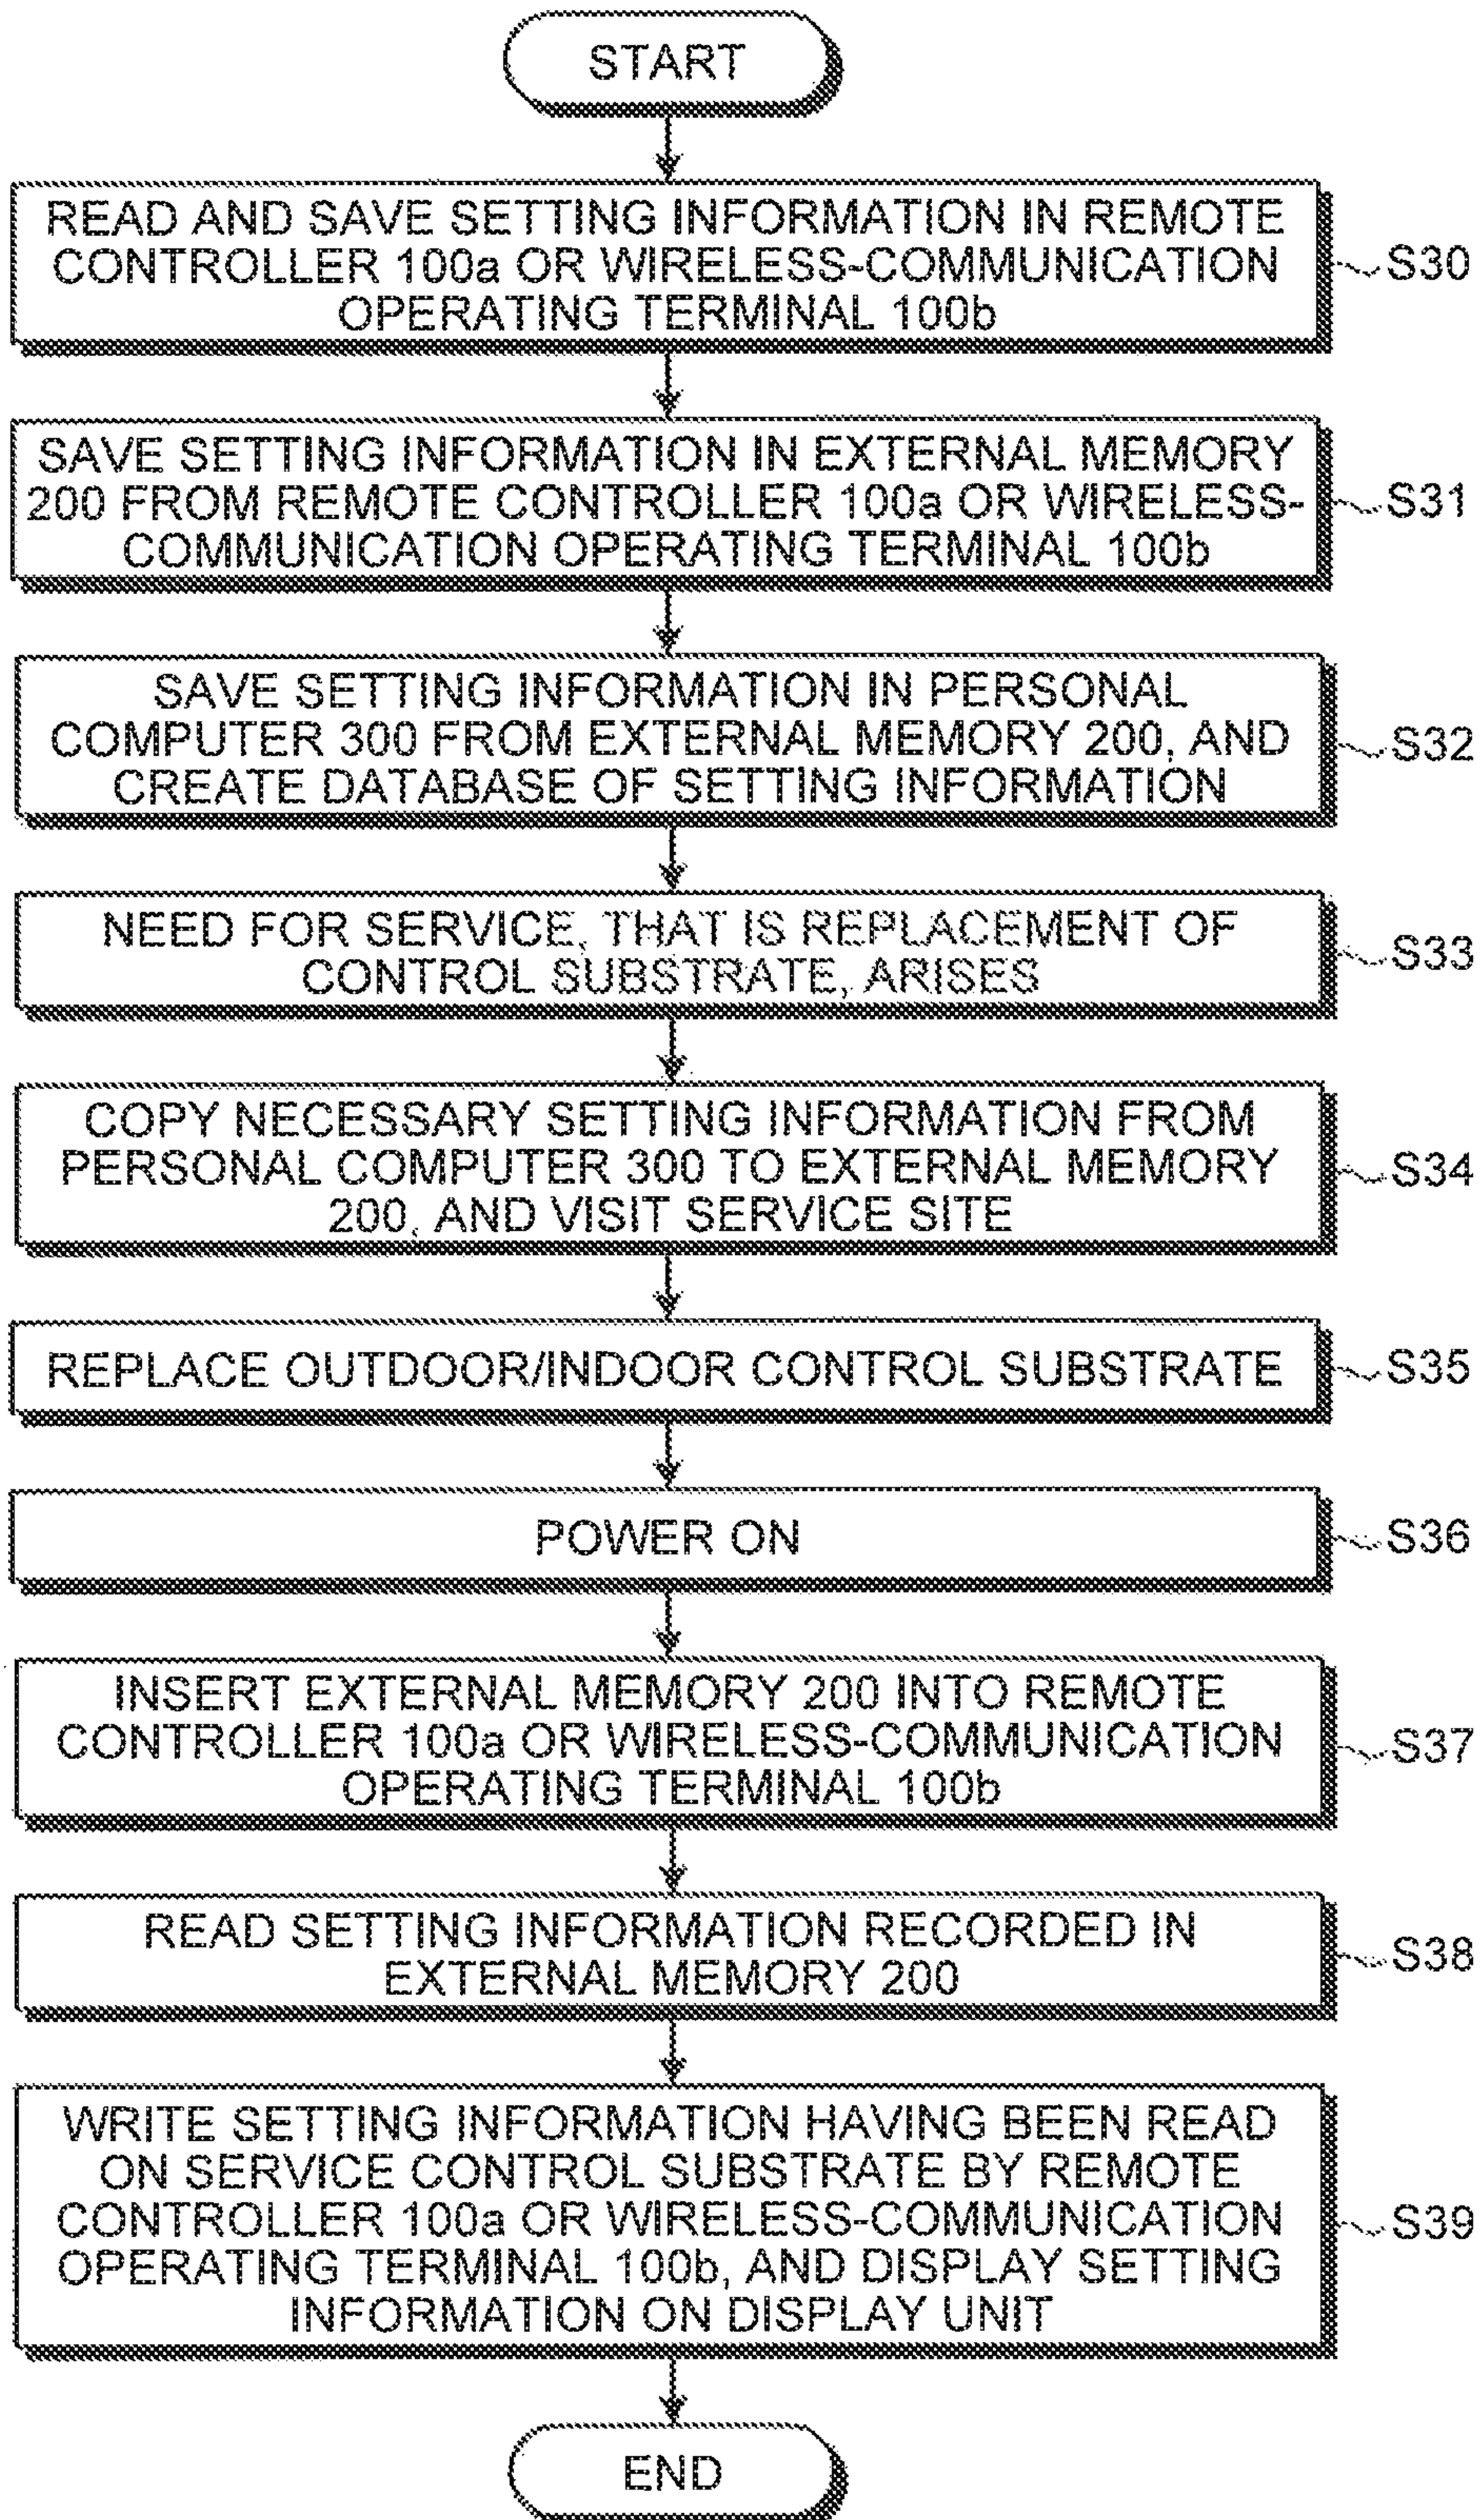 START
READ AND SAVE SETTING INFORMATION IN REMOTE
CONTROLLER 100a OR WIRELESS-COMMUNICATION
OPERATING TERMINAL 100b
S30
SAVE SETTING INFORMATION IN EXTERNAL MEMORY
200 FROM REMOTE CONTROLLER 100a OR WIRELESS-
COMMUNICATION OPERATING TERMINAL 100b
S31
SAVE SETTING INFORMATION IN PERSONAL
COMPUTER 300 FROM EXTERNAL MEMORY 200, AND
CREATE DATABASE OF SETTING INFORMATION
S32
NEED FOR SERVICE, THAT IS REPLACEMENT OF
CONTROL SUBSTRATE, ARISES
S33
COPY NECESSARY SETTING INFORMATION FROM
PERSONAL COMPUTER 300 TO EXTERNAL MEMORY
200, AND VISIT SERVICE SITE
S34
REPLACE OUTDOOR/INDOOR CONTROL SUBSTRATE
S35
POWER ON
S36
INSERT EXTERNAL MEMORY 200 INTO REMOTE
CONTROLLER 100a OR WIRELESS-COMMUNICATION
OPERATING TERMINAL 100b
S37
READ SETTING INFORMATION RECORDED IN
EXTERNAL MEMORY 200
S38
WRITE SETTING INFORMATION HAVING BEEN READ
ON SERVICE CONTROL SUBSTRATE BY REMOTE
CONTROLLER 100a OR WIRELESS-COMMUNICATION
OPERATING TERMINAL 100b, AND DISPLAY SETTING
INFORMATION ON DISPLAY UNIT
S39
END